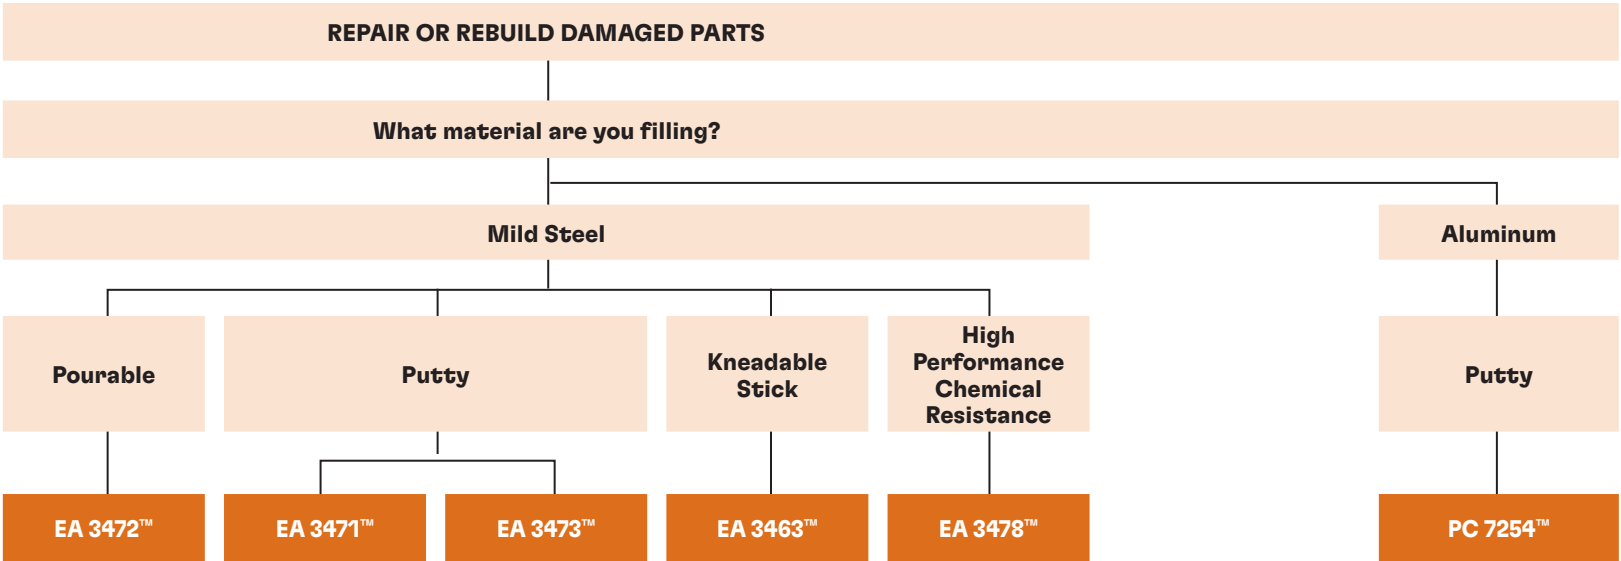 REPAIR OR REBUILD DAMAGED PARTS
What material are you filling?
Mild Steel
Aluminum
Pourable
Putty
Kneadable
Stick
High
Performance
Chemical
Resistance
Putty
EA 3472™
EA 3471™
EA 3473™
EA 3463™
EA 3478™
PC 7254™